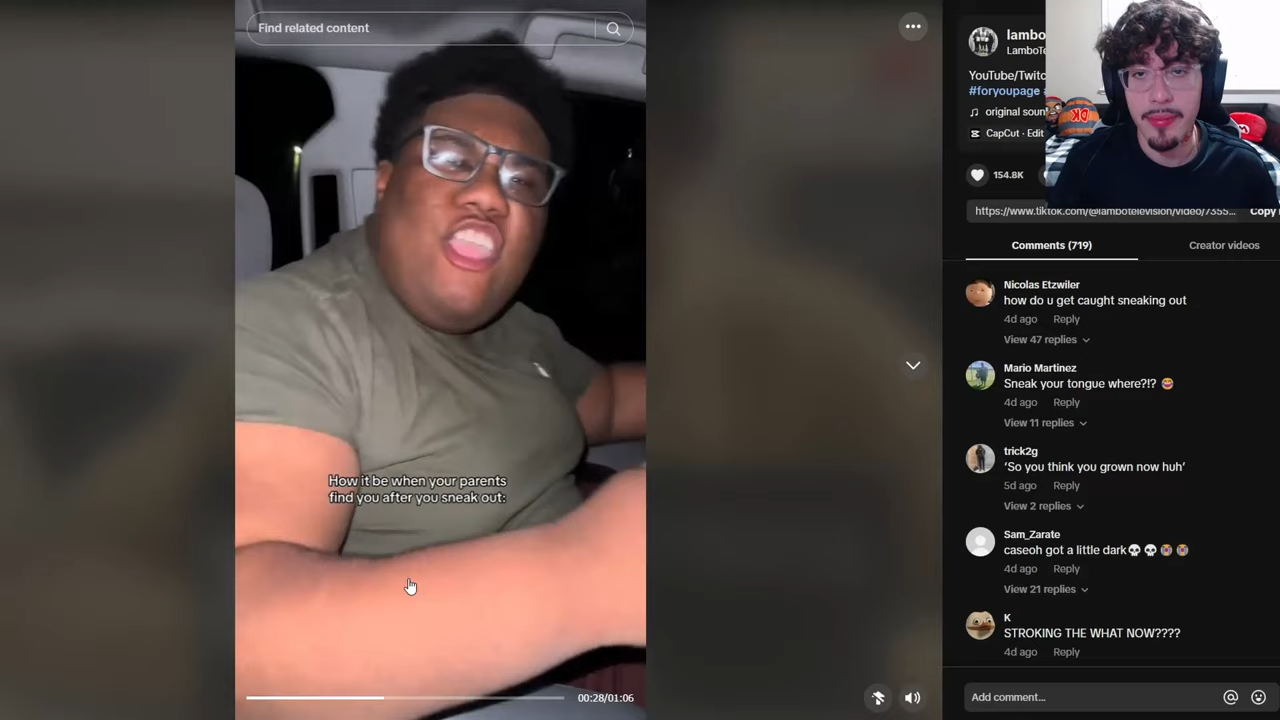 Find related content
How it be when your parents
find you after you sneak out:
00:28/01:06
lambo
LamboTe
YouTube/Twitc
#foryoupage
original soun
CapCut · Edit
154.8K
https://www.tiktok.com/@lambotelevision/video/7355...
Copy
Comments (719)
Creator videos
Nicolas Etzwiler
how do u get caught sneaking out
4d ago
Reply
View 47 replies
Mario Martinez
Sneak your tongue where?!? 🤣
4d ago
Reply
View 11 replies
trick2g
'So you think you grown now huh'
5d ago
Reply
View 2 replies
Sam_Zarate
caseoh got a little dark💀💀😭😭
4d ago
Reply
View 21 replies
K
STROKING THE WHAT NOW????
4d ago
Reply
Add comment...
DK